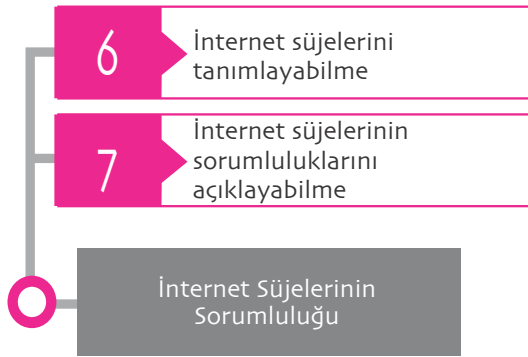 6
İnternet süjelerini
tanımlayabilme
7
İnternet süjelerinin
sorumluluklarını
açıklayabilme
İnternet Süjelerinin
Sorumluluğu